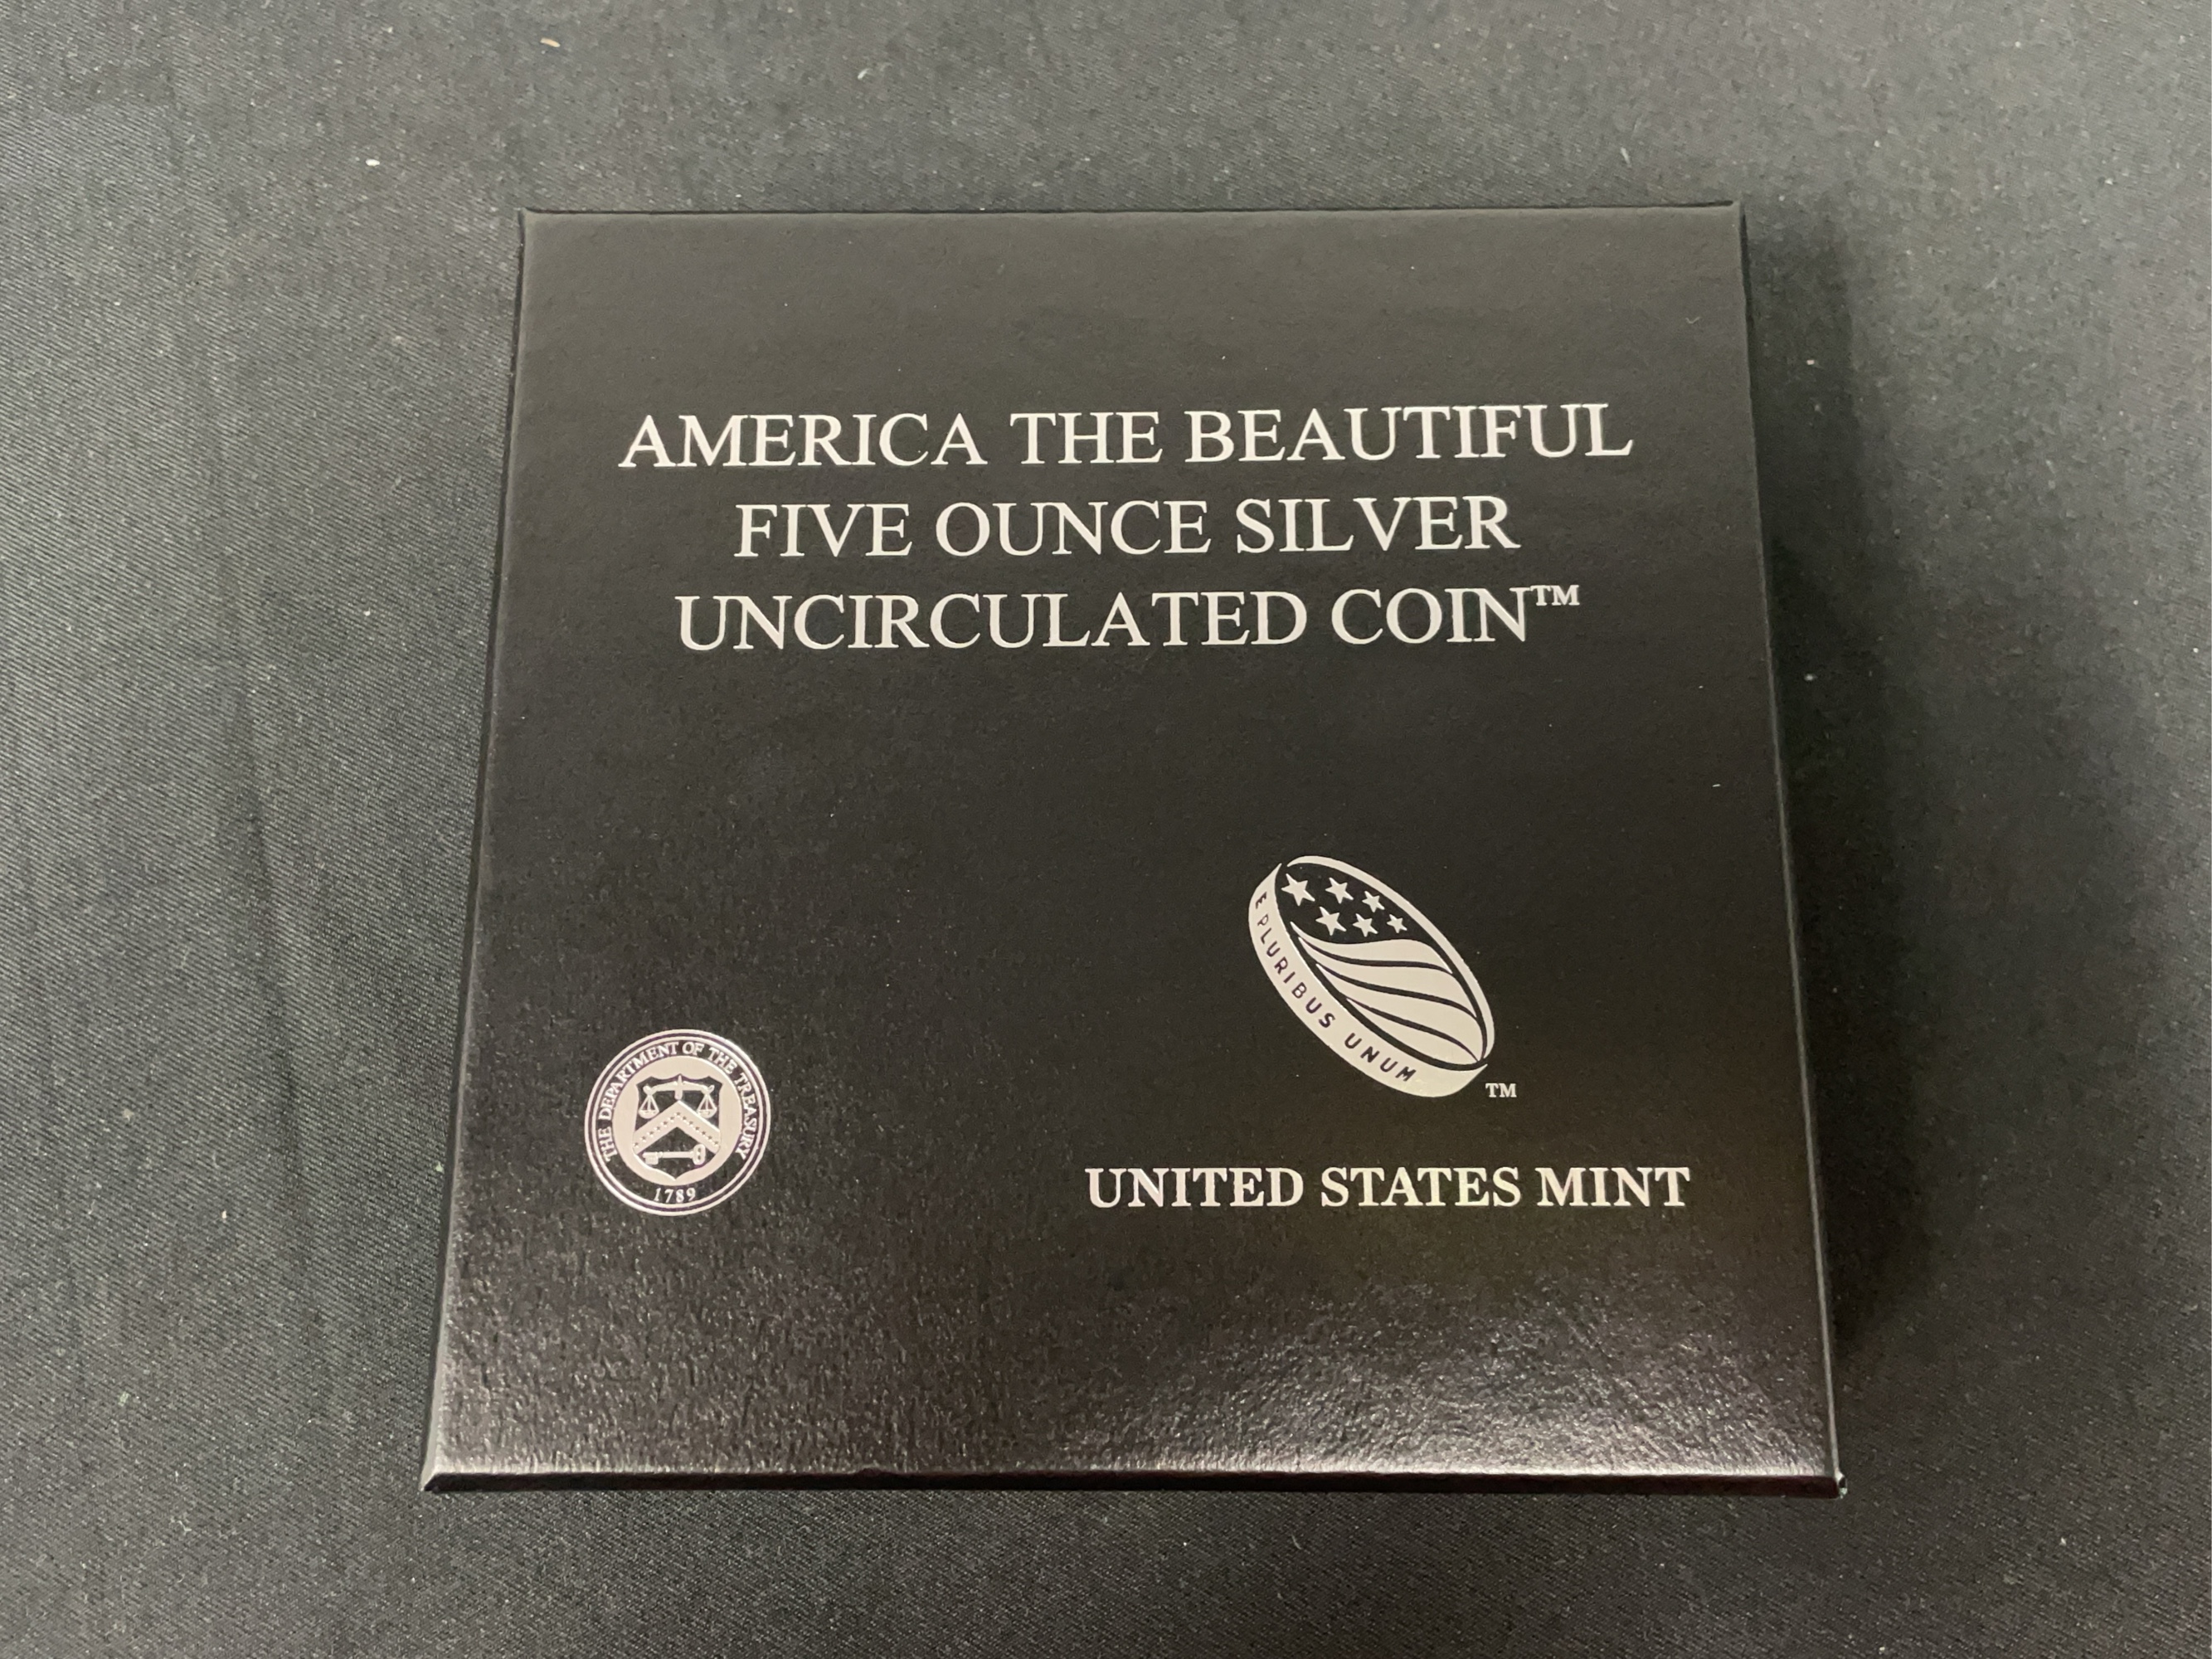 AMERICA THE BEAUTIFUL
FIVE OUNCE SILVER
UNCIRCULATED COIN™
E PLURIBUS UNUM
TM
THE DEPARTMENT OF THE TREASURY
1789
UNITED STATES MINT